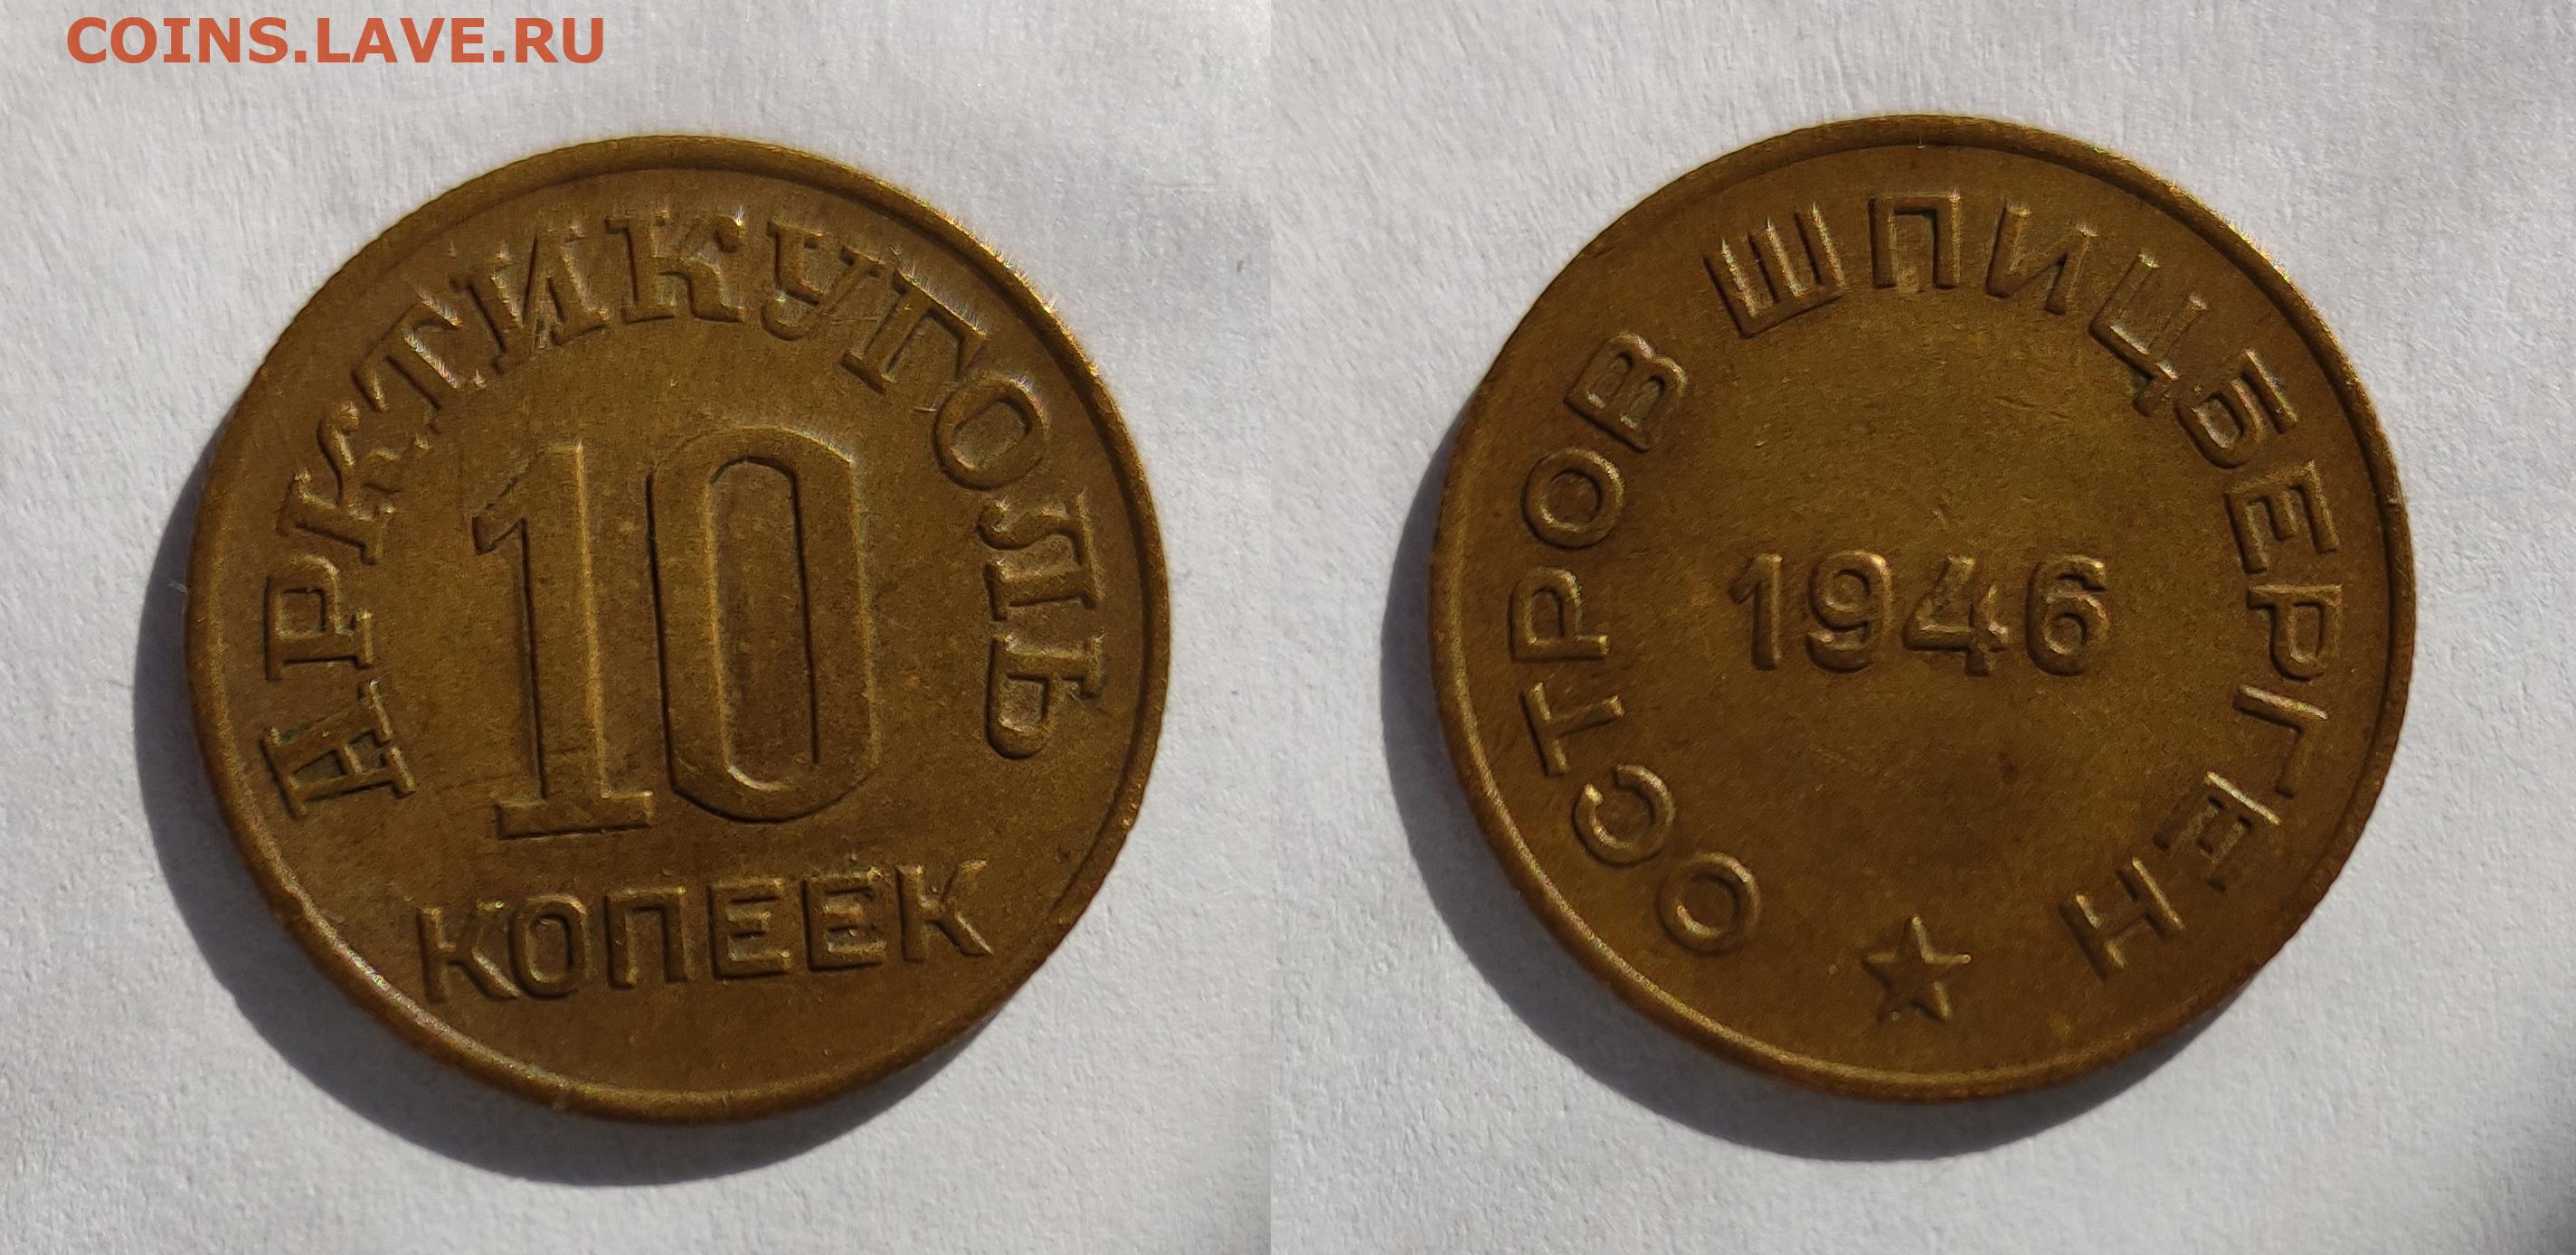 COINS.LAVE.RU
АРКТИКУГОЛЬ
10
КОПЕЕК
ОСТРОВ ШПИЦБЕРГЕН
1946